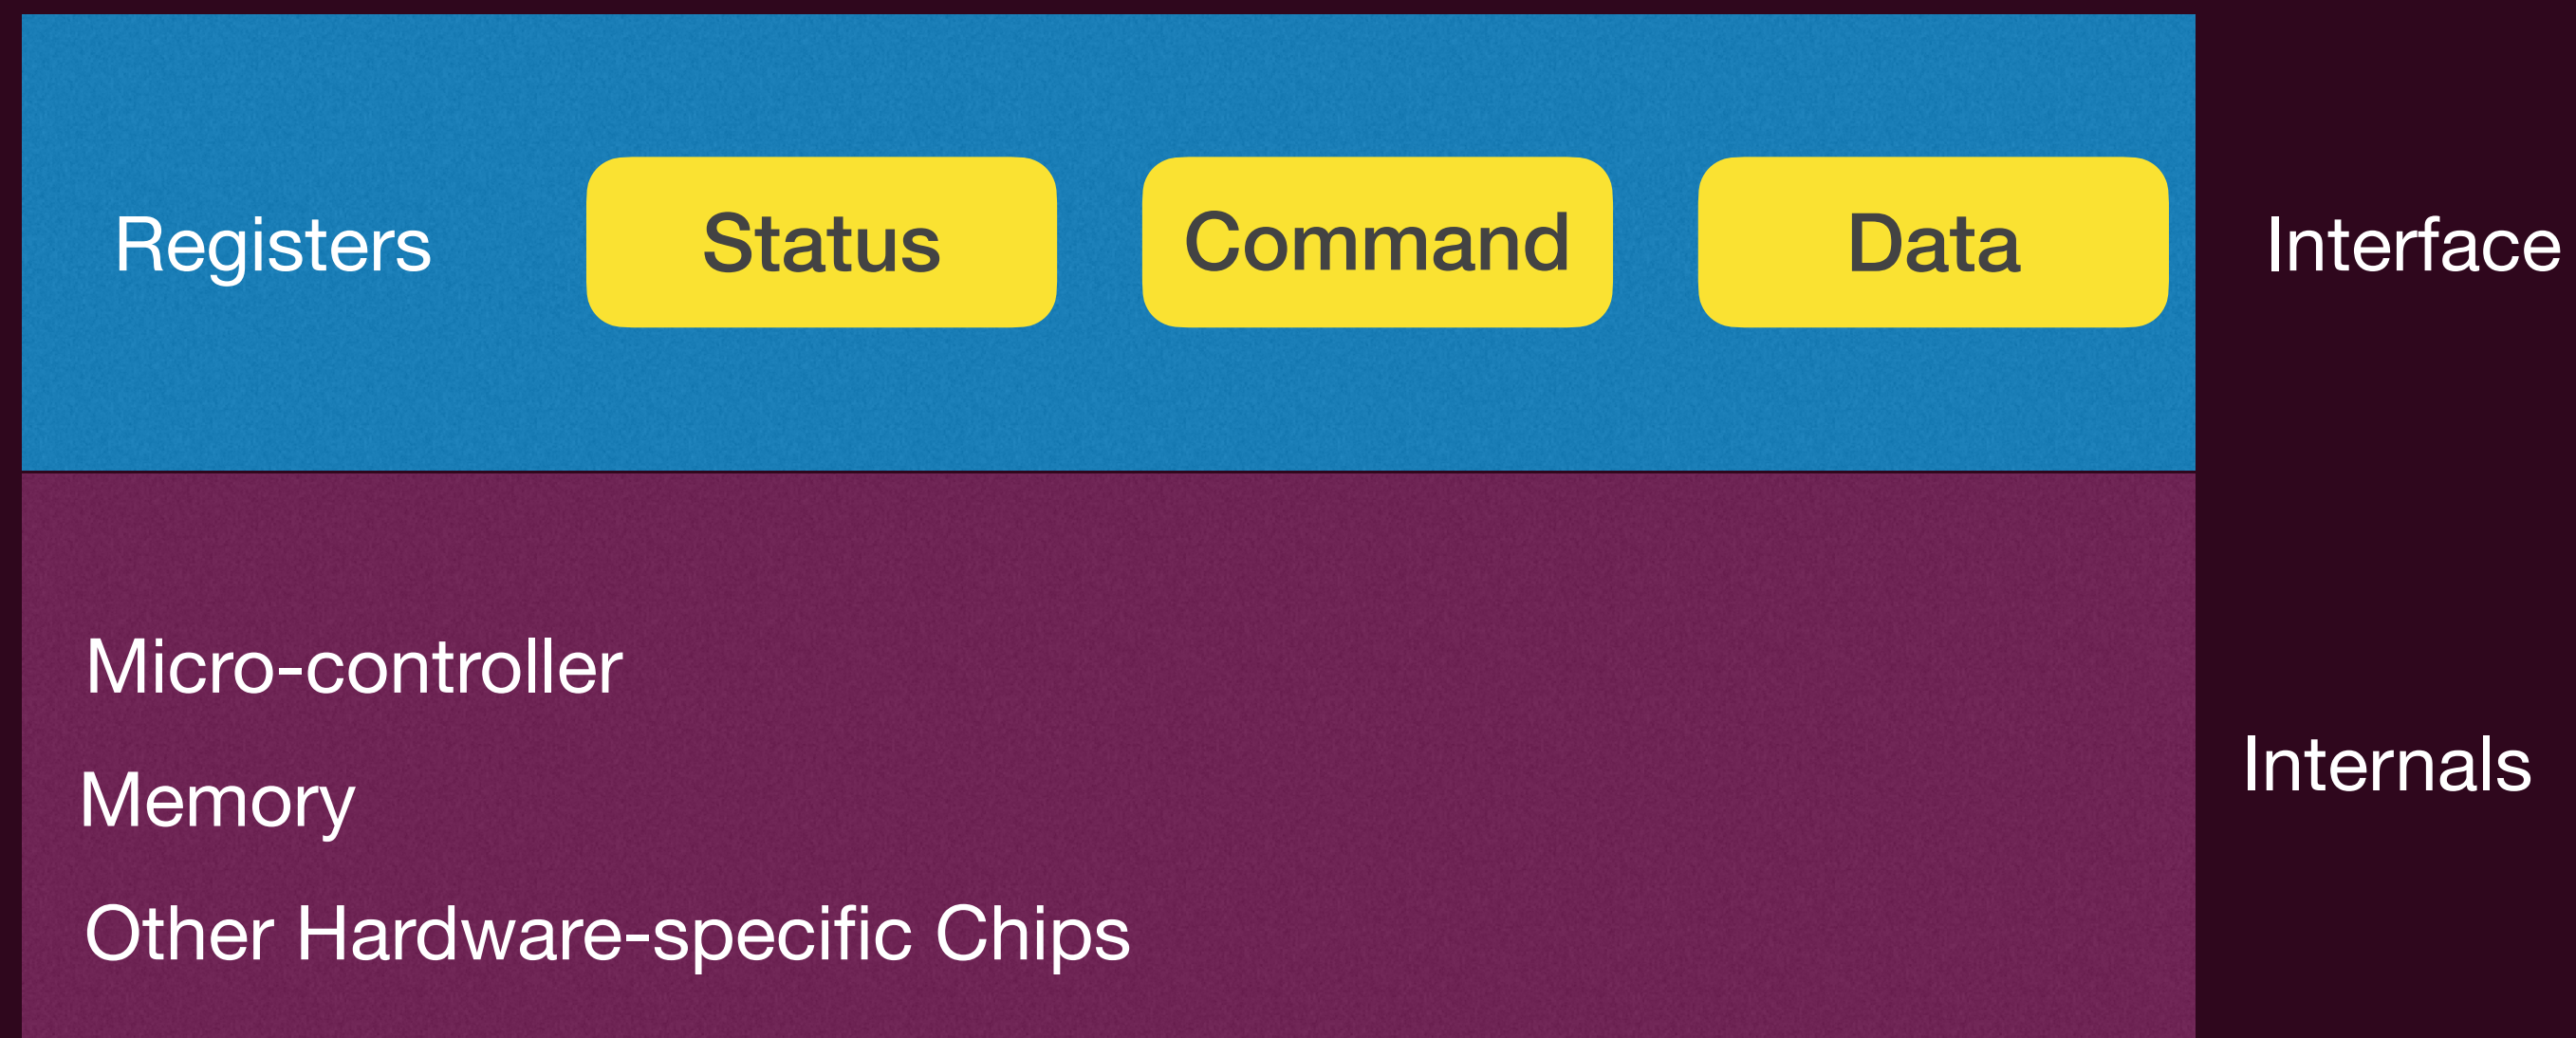 Registers Status Command Data Interface
Micro-controller
Memory
Internals
Other Hardware-specific Chips